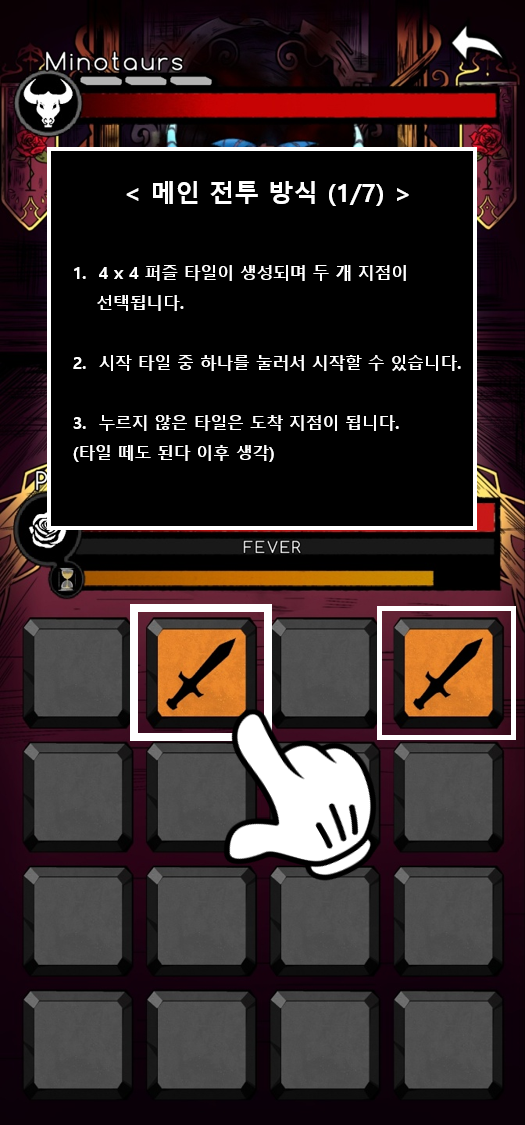 Minotaurs
< 메인 전투 방식 (1/7) >
1. 4 x 4 퍼즐 타일이 생성되며 두 개 지점이
선택됩니다.
2. 시작 타일 중 하나를 눌러서 시작할 수 있습니다.
3. 누르지 않은 타일은 도착 지점이 됩니다.
(타일 떼도 된다 이후 생각)
FEVER